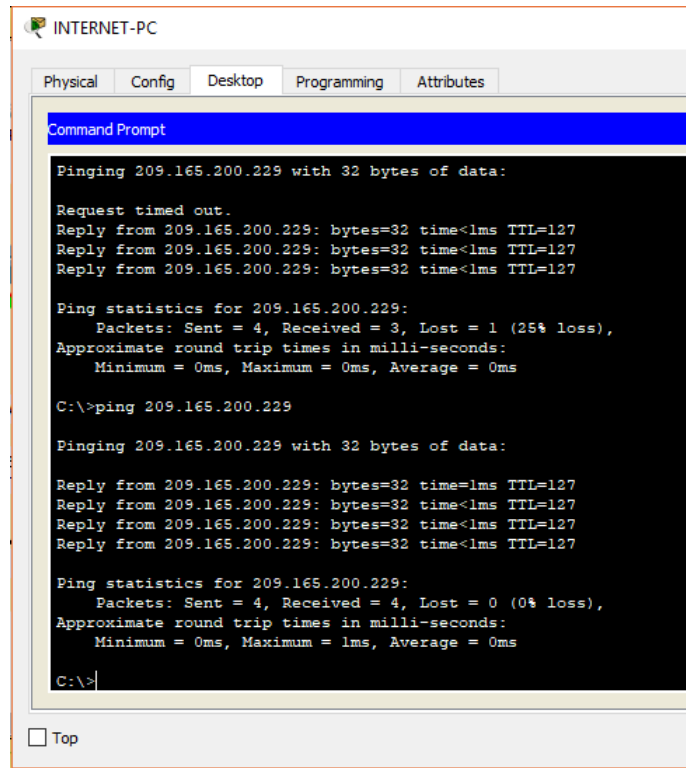 INTERNET-PC
Physical Config Desktop Programming Attributes
Command Prompt
Pinging 209.165.200.229 with 32 bytes of data:
Request timed out.
Reply from 209.165.200.229: bytes=32 time<1ms TTL=127
Reply from 209.165.200.229: bytes=32 time<1ms TTL=127
Reply from 209.165.200.229: bytes=32 time<1ms TTL=127
Ping statistics for 209.165.200.229:
Packets: Sent = 4, Received = 3, Lost = 1 (25% loss),
Approximate round trip times in milli-seconds:
Minimum = 0ms, Maximum = 0ms, Average = 0ms
C:\>ping 209.165.200.229
Pinging 209.165.200.229 with 32 bytes of data:
Reply from 209.165.200.229: bytes=32 time=1ms TTL=127
Reply from 209.165.200.229: bytes=32 time<1ms TTL=127
Reply from 209.165.200.229: bytes=32 time<1ms TTL=127
Reply from 209.165.200.229: bytes=32 time<1ms TTL=127
Ping statistics for 209.165.200.229:
Packets: Sent = 4, Received = 4, Lost = 0 (0% loss),
Approximate round trip times in milli-seconds:
Minimum = 0ms, Maximum = 1ms, Average = 0ms
C:\>
Top